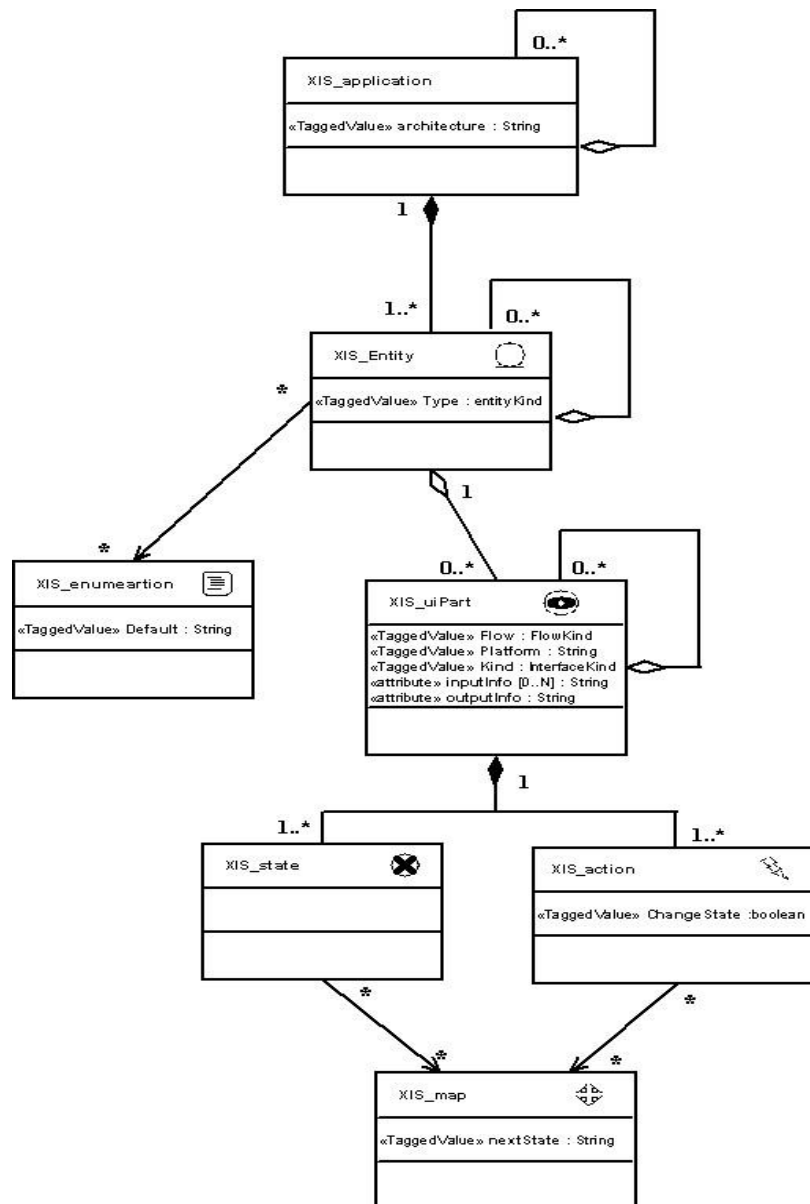 0..*
XIS_application
«TaggedValue» architecture : String
1
1..*
0..*
XIS_Entity
*
«TaggedValue» Type : entityKind
1
*
0..*
0..*
XIS_enumeartion
XIS_uiPart
«TaggedValue» Default : String
«TaggedValue» Flow : FlowKind
«TaggedValue» Platform : String
«TaggedValue» Kind : InterfaceKind
«attribute» inputInfo [0..N] : String
«attribute» outputInfo : String
1
1..*
1..*
XIS_state
XIS_action
«TaggedValue» ChangeState :boolean
*
*
*
*
XIS_map
«TaggedValue» nextState : String